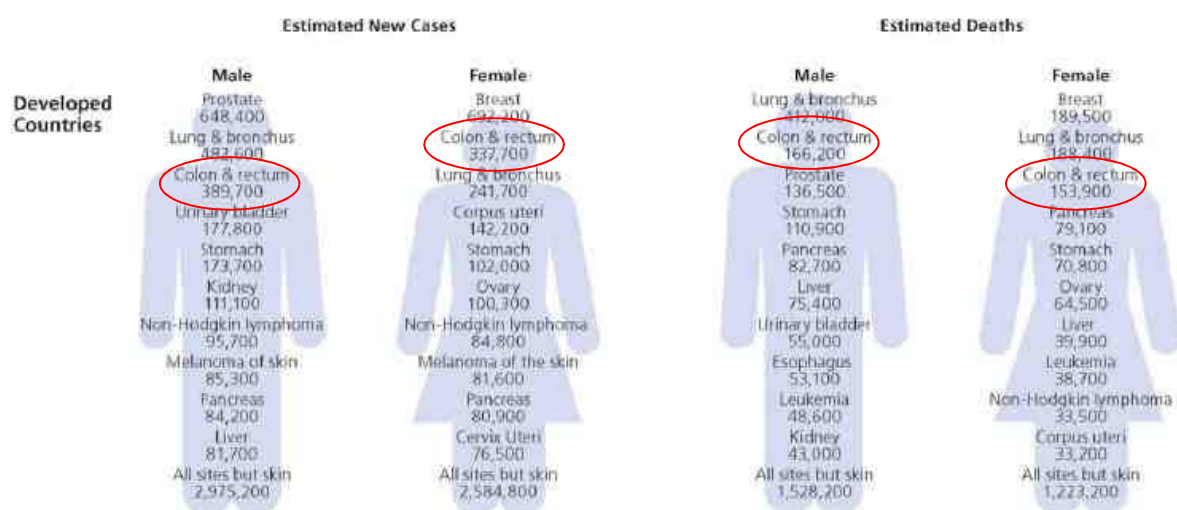 Estimated New Cases
Estimated Deaths
Developed
Countries
Male
Prostate
648,400
Lung & bronchus
482,600
Colon & rectum
389,700
Urinary bladder
177,800
Stomach
173,700
Kidney
111,100
Non-Hodgkin lymphoma
95,700
Melanoma of skin
85,300
Pancreas
84,200
Liver
81,700
All sites but skin
2,975,200
Female
Breast
692,200
Colon & rectum
337,700
Lung & bronchus
241,700
Corpus uteri
142,200
Stomach
102,000
Ovary
100,300
Non-Hodgkin lymphoma
84,800
Melanoma of the skin
81,600
Pancreas
80,900
Cervix Uteri
76,500
All sites but skin
2,584,800
Male
Lung & bronchus
412,000
Colon & rectum
166,200
Prostate
136,500
Stomach
110,900
Pancreas
82,700
Liver
75,400
Urinary bladder
55,000
Esophagus
53,100
Leukemia
48,600
Kidney
43,000
All sites but skin
1,528,200
Female
Breast
189,500
Lung & bronchus
188,400
Colon & rectum
153,900
Pancreas
79,100
Stomach
70,800
Ovary
64,500
Liver
39,900
Leukemia
38,700
Non-Hodgkin lymphoma
33,500
Corpus uteri
33,200
All sites but skin
1,223,200